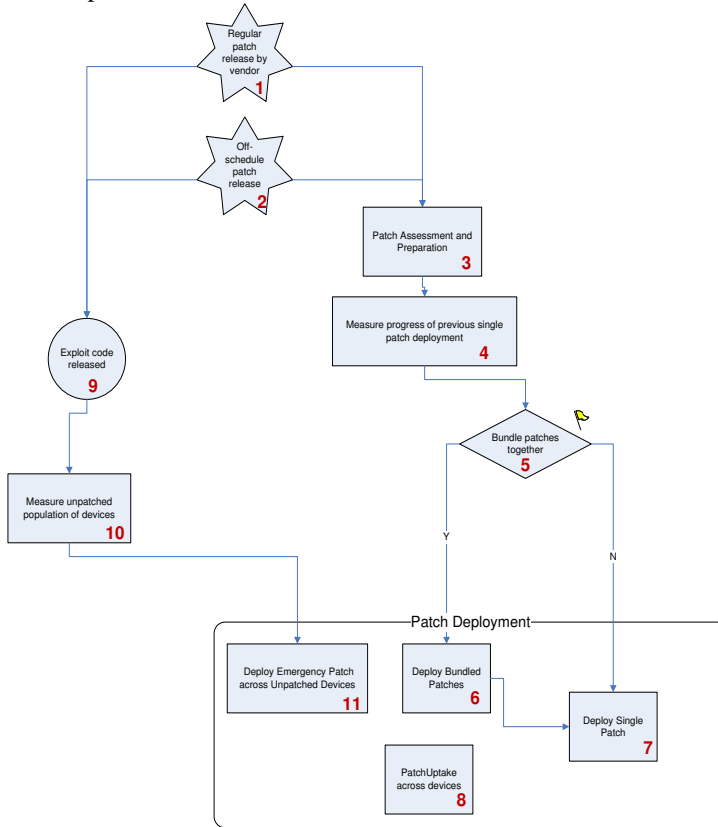 Regular
patch
release by
vendor
1
Off-
schedule
patch
release
2
Patch Assessment and
Preparation
3
Measure progress of previous single
patch deployment
4
Exploit code
released
9
Bundle patches
together
5
Measure unpatched
population of devices
10
Y
N
Patch Deployment
Deploy Emergency Patch
across Unpatched Devices
11
Deploy Bundled
Patches
6
Deploy Single
Patch
7
PatchUptake
across devices
8